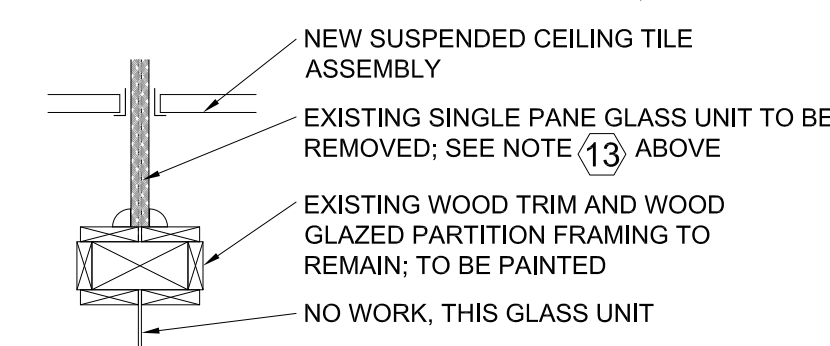 NEW SUSPENDED CEILING TILE
ASSEMBLY
EXISTING SINGLE PANE GLASS UNIT TO BE
REMOVED; SEE NOTE 13 ABOVE
EXISTING WOOD TRIM AND WOOD
GLAZED PARTITION FRAMING TO
REMAIN; TO BE PAINTED
NO WORK, THIS GLASS UNIT